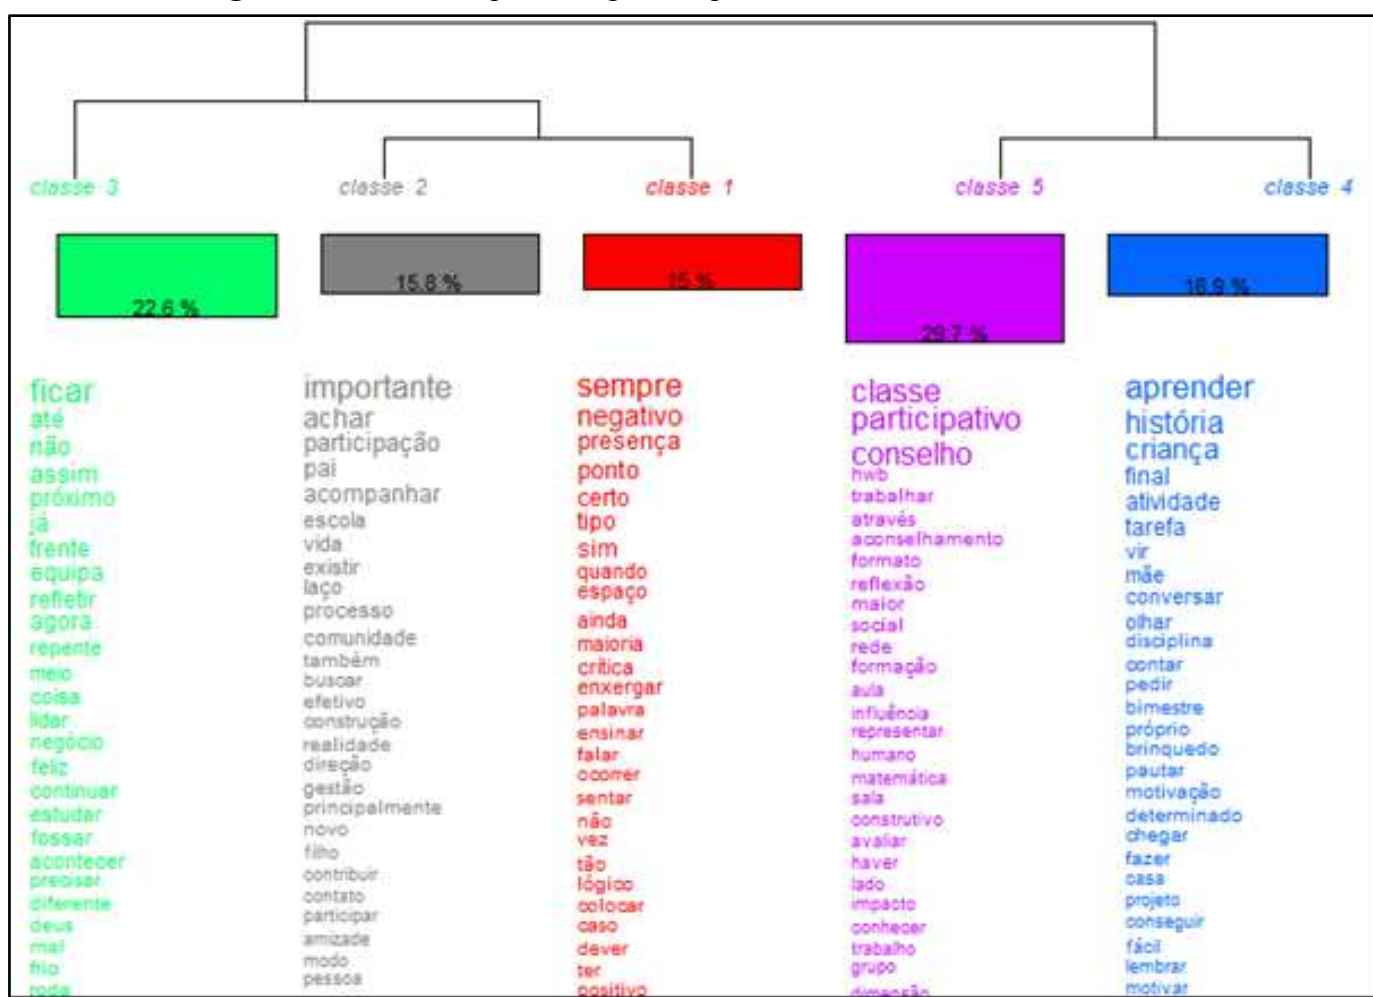 classe 3
classe 2
classe 1
classe 5
classe 4
22.6 %
15.8 %
15 %
29.7 %
16.9 %
ficar
até
não
assim
próximo
já
frente
equipa
refletir
agora
repente
meio
coisa
lidar
negócio
feliz
continuar
estudar
fossar
acontecer
precisar
diferente
deus
mal
frio
roda
importante
achar
participação
pai
acompanhar
escola
vida
existir
laço
processo
comunidade
também
buscar
efetivo
construção
realidade
direção
gestão
principalmente
novo
filho
contribuir
contato
participar
amizade
modo
pessoa
sempre
negativo
presença
ponto
certo
tipo
sim
quando
espaço
ainda
maioria
crítica
enxergar
palavra
ensinar
falar
ocorrer
sentar
não
vez
tão
lógico
colocar
caso
dever
ter
positivo
classe
participativo
conselho
hwb
trabalhar
através
aconselhamento
formato
reflexão
maior
social
rede
formação
aula
influência
representar
humano
matemática
sala
construtivo
avaliar
haver
lado
impacto
conhecer
trabalho
grupo
dimensão
aprender
história
criança
final
atividade
tarefa
vir
mãe
conversar
olhar
disciplina
contar
pedir
bimestre
próprio
brinquedo
pautar
motivação
determinado
chegar
fazer
casa
projeto
conseguir
fácil
lembrar
motivar